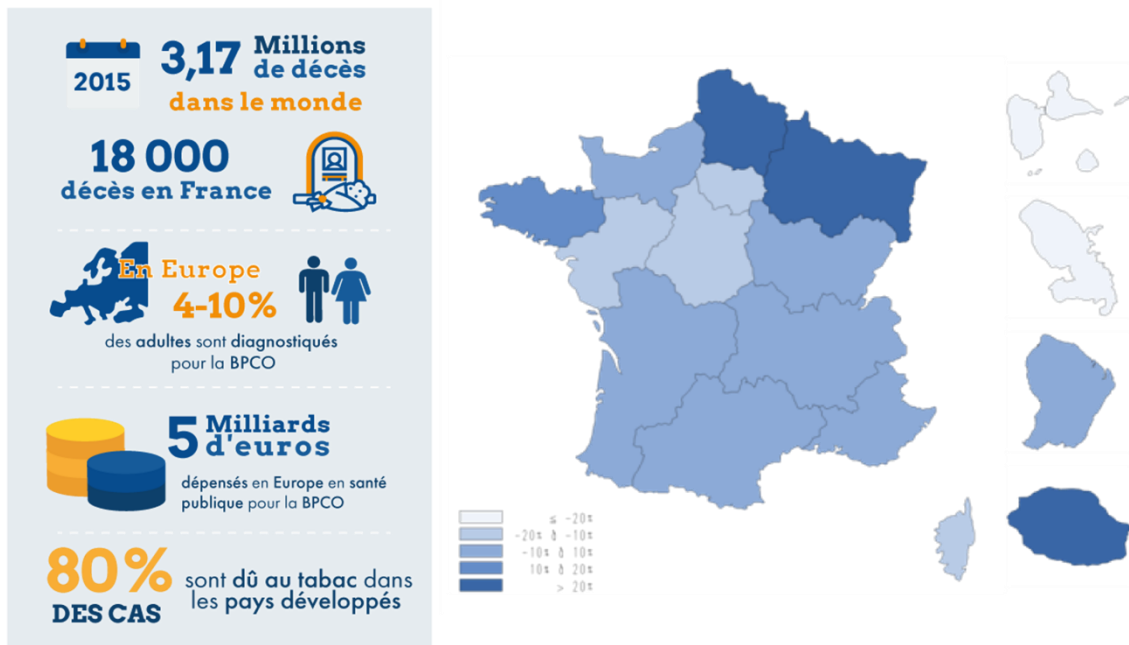 2015
3,17 Millions
de décès
dans le monde
18 000
décès en France
En Europe
4-10%
des adultes sont diagnostiqués
pour la BPCO
5 Milliards
d'euros
dépensés en Europe en santé
publique pour la BPCO
80%
DES CAS
sont dû au tabac dans
les pays développés
≤ -20%
-20% à -10%
-10% à 10%
10% à 20%
> 20%